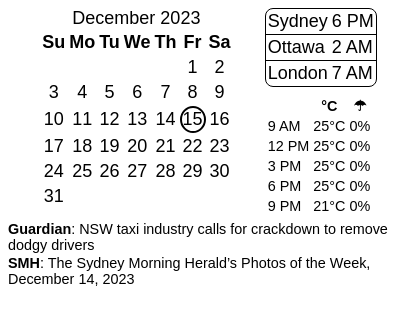 December 2023
Su Mo Tu We Th Fr Sa
1 2
3 4 5 6 7 8 9
10 11 12 13 14 15 16
17 18 19 20 21 22 23
24 25 26 27 28 29 30
31
Sydney 6 PM
Ottawa 2 AM
London 7 AM
°C ☂
9 AM 25°C 0%
12 PM 25°C 0%
3 PM 25°C 0%
6 PM 25°C 0%
9 PM 21°C 0%
Guardian: NSW taxi industry calls for crackdown to remove
dodgy drivers
SMH: The Sydney Morning Herald’s Photos of the Week,
December 14, 2023